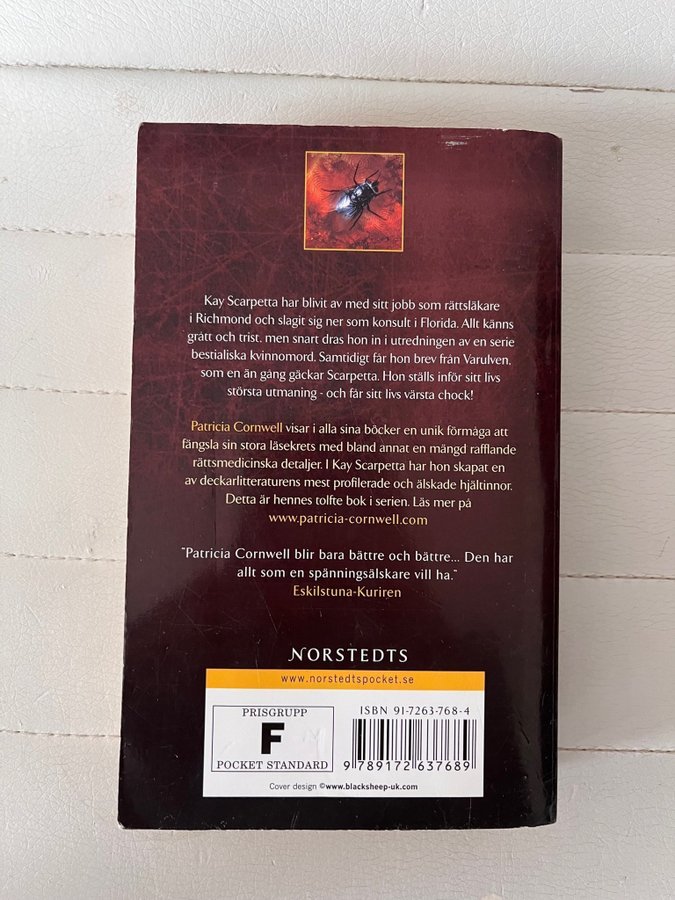 Kay Scarpetta har blivit av med sitt jobb som rättsläkare
i Richmond och slagit sig ner som konsult i Florida. Allt känns
grått och trist, men snart dras hon in i utredningen av en serie
bestialiska kvinnomord. Samtidigt får hon brev från Varulven,
som en än gång gäckar Scarpetta. Hon ställs inför sitt livs
största utmaning - och får sitt livs värsta chock!
Patricia Cornwell visar i alla sina böcker en unik förmåga att
fängsla sin stora läsekrets med bland annat en mängd rafflande
rättsmedicinska detaljer. I Kay Scarpetta har hon skapat en
av deckarlitteraturens mest profilerade och älskade hjältinnor.
Detta är hennes tolfte bok i serien. Läs mer på
www.patricia-cornwell.com
"Patricia Cornwell blir bara bättre och bättre... Den har
allt som en spänningsälskare vill ha."
Eskilstuna-Kuriren
NORSTEDTS
www.norstedtspocket.se
PRISGRUPP
F
POCKET STANDARD
ISBN 91-7263-768-4
9 789172 637689
Cover design ©www.blacksheep-uk.com